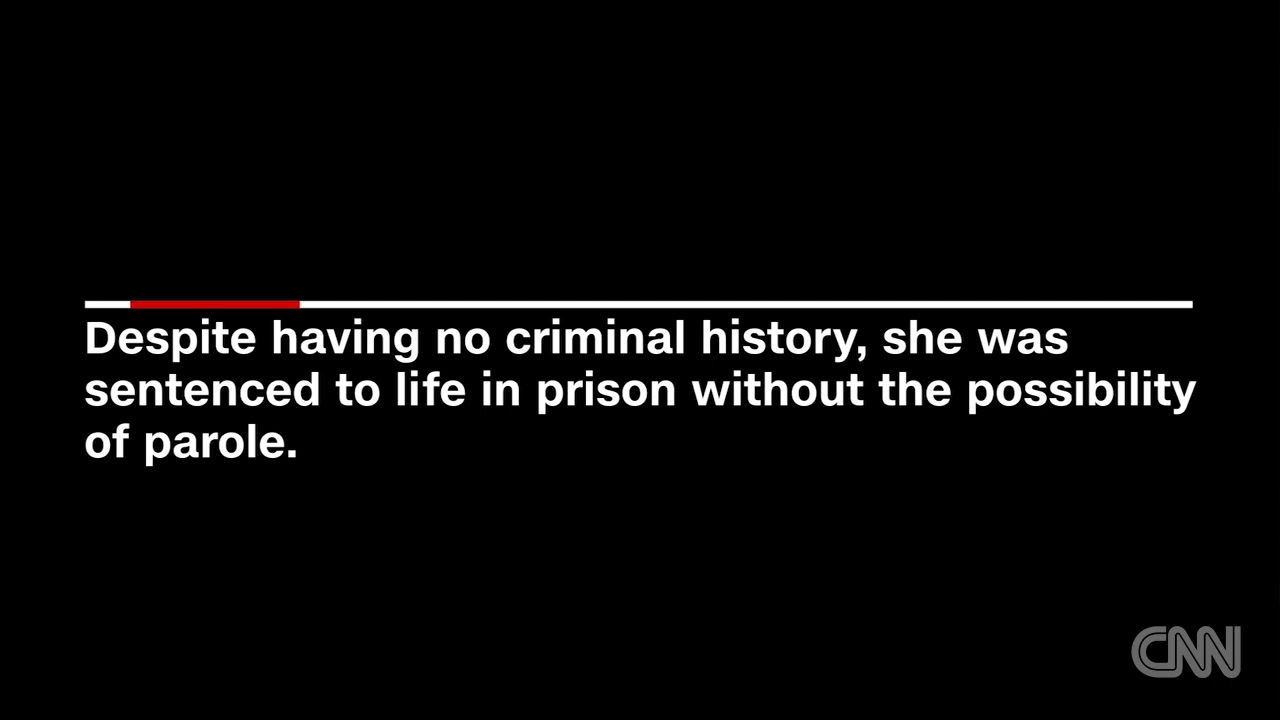 Despite having no criminal history, she was
sentenced to life in prison without the possibility
of parole.
CNN